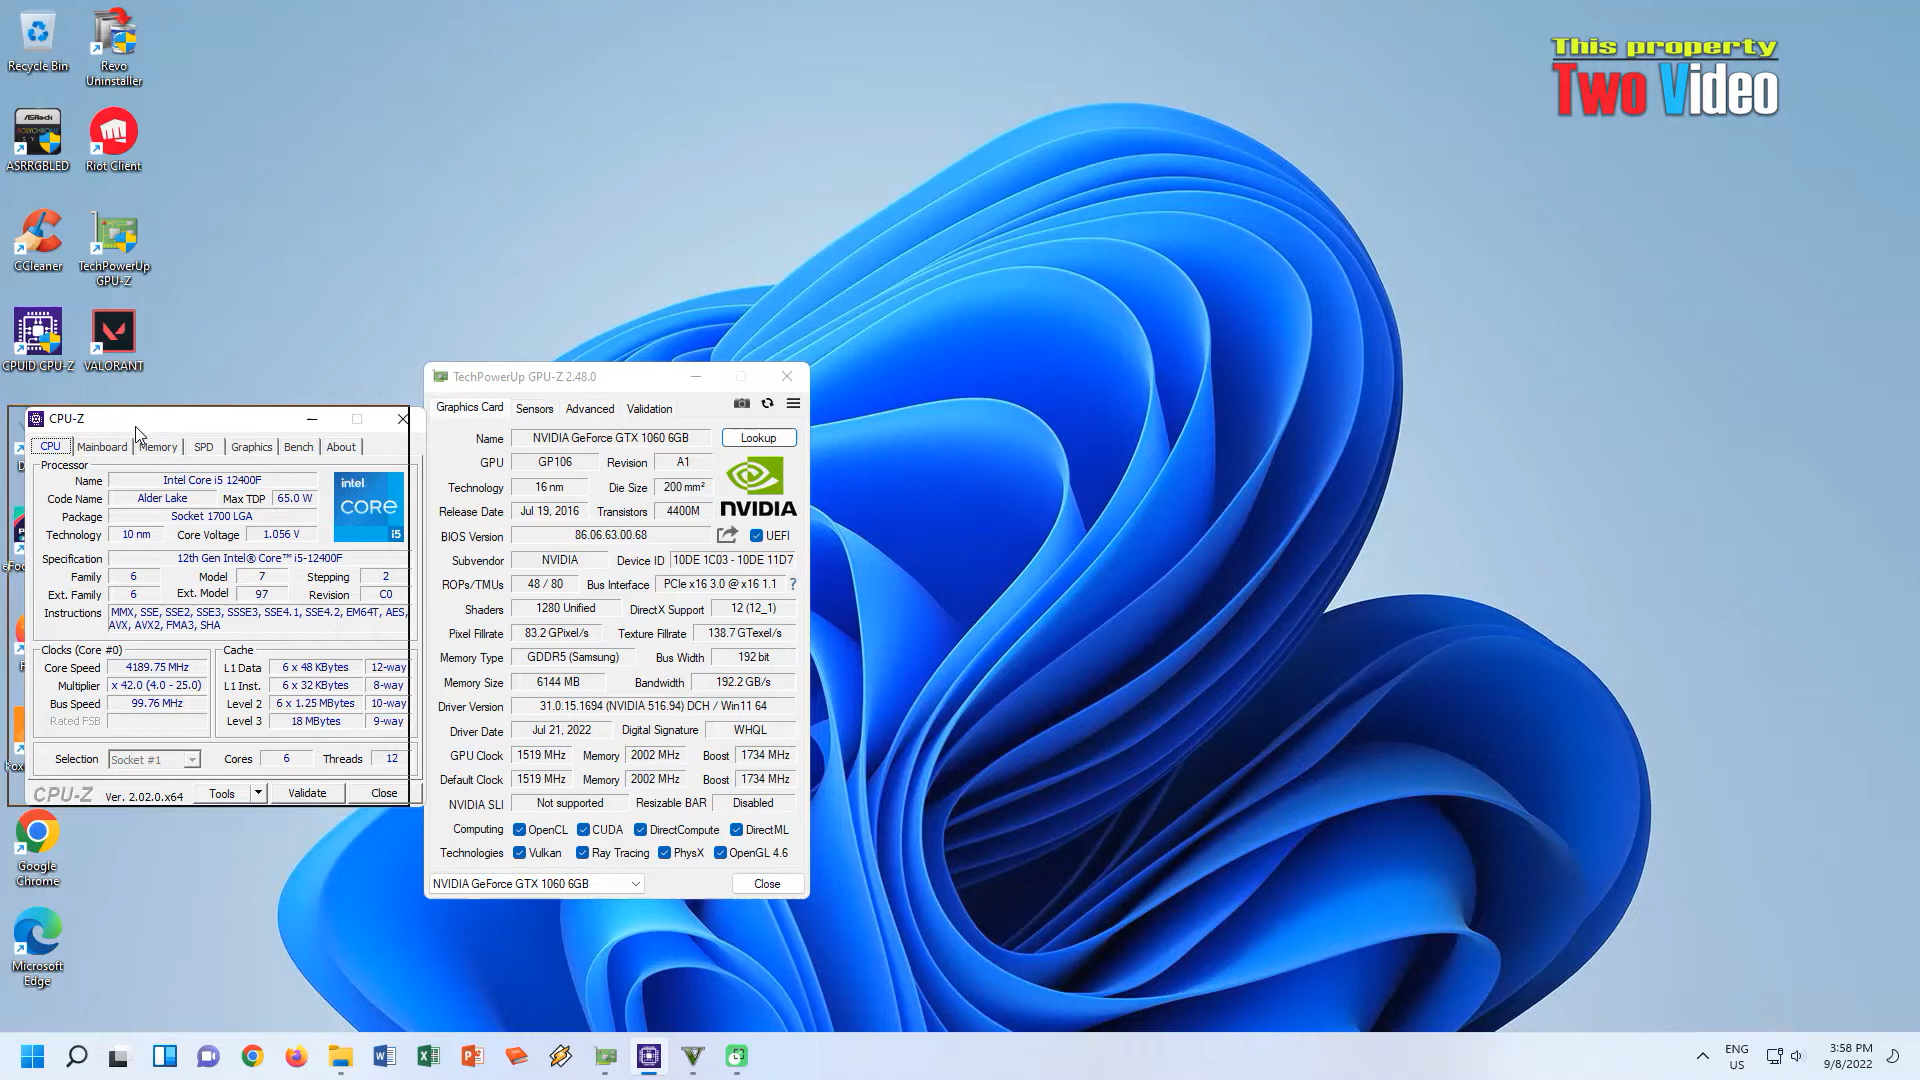 This property
Two Video
Recycle Bin
Revo
Uninstaller
ASRock
ASRRGBLED
Riot Client
CCleaner
TechPowerUp
GPU-Z
CPUID CPU-Z
VALORANT
CPU-Z
CPU Mainboard Memory SPD Graphics Bench About
Processor
Name Intel Core i5 12400F
Code Name Alder Lake Max TDP 65.0 W
Package Socket 1700 LGA
Technology 10 nm Core Voltage 1.056 V
intel
CORE
i5
Specification 12th Gen Intel® Core™ i5-12400F
Family 6 Model 7 Stepping 2
Ext. Family 6 Ext. Model 97 Revision C0
Instructions MMX, SSE, SSE2, SSE3, SSSE3, SSE4.1, SSE4.2, EM64T, AES,
AVX, AVX2, FMA3, SHA
Clocks (Core #0)
Core Speed 4189.75 MHz
Multiplier x 42.0 (4.0 - 25.0)
Bus Speed 99.76 MHz
Rated FSB
Cache
L1 Data 6 x 48 KBytes 12-way
L1 Inst. 6 x 32 KBytes 8-way
Level 2 6 x 1.25 MBytes 10-way
Level 3 18 MBytes 9-way
Selection Socket #1 Cores 6 Threads 12
CPU-Z Ver. 2.02.0.x64 Tools Validate Close
TechPowerUp GPU-Z 2.48.0
Graphics Card Sensors Advanced Validation
Name NVIDIA GeForce GTX 1060 6GB Lookup
GPU GP106 Revision A1
Technology 16 nm Die Size 200 mm²
Release Date Jul 19, 2016 Transistors 4400M
NVIDIA
BIOS Version 86.06.63.00.68 UEFI
Subvendor NVIDIA Device ID 10DE 1C03 - 10DE 11D7
ROPs/TMUs 48 / 80 Bus Interface PCIe x16 3.0 @ x16 1.1 ?
Shaders 1280 Unified DirectX Support 12 (12_1)
Pixel Fillrate 83.2 GPixel/s Texture Fillrate 138.7 GTexel/s
Memory Type GDDR5 (Samsung) Bus Width 192 bit
Memory Size 6144 MB Bandwidth 192.2 GB/s
Driver Version 31.0.15.1694 (NVIDIA 516.94) DCH / Win11 64
Driver Date Jul 21, 2022 Digital Signature WHQL
GPU Clock 1519 MHz Memory 2002 MHz Boost 1734 MHz
Default Clock 1519 MHz Memory 2002 MHz Boost 1734 MHz
NVIDIA SLI Not supported Resizable BAR Disabled
Computing OpenCL CUDA DirectCompute DirectML
Technologies Vulkan Ray Tracing PhysX OpenGL 4.6
NVIDIA GeForce GTX 1060 6GB Close
Google
Chrome
Microsoft
Edge
ENG
US
3:58 PM
9/8/2022